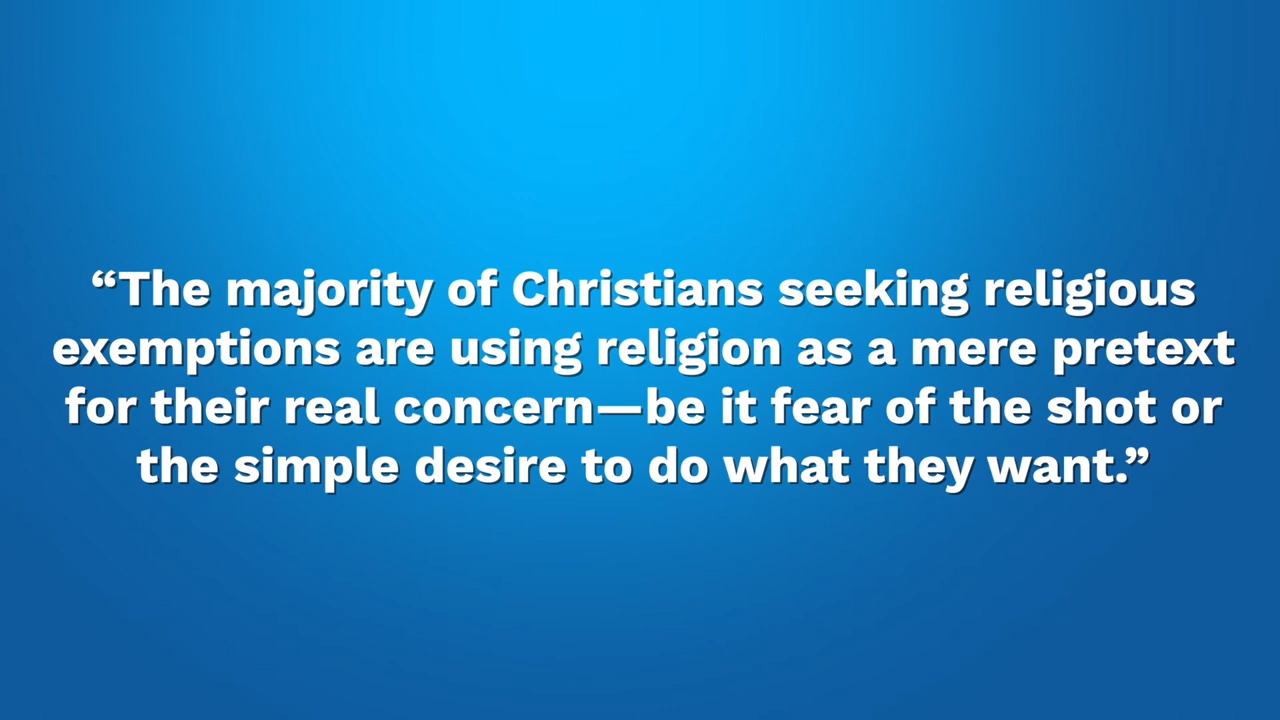 “The majority of Christians seeking religious
exemptions are using religion as a mere pretext
for their real concern—be it fear of the shot or
the simple desire to do what they want.”